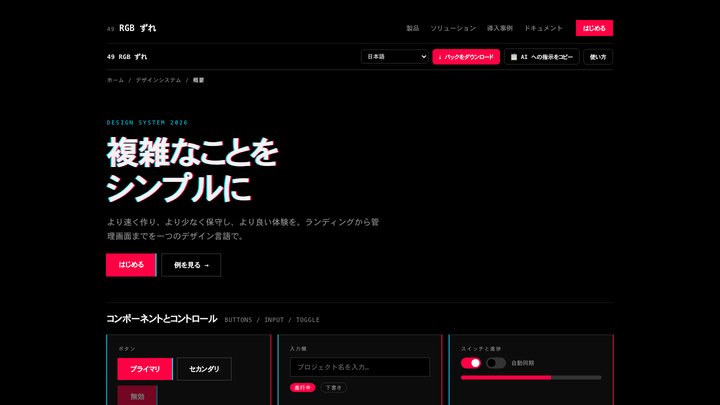 49 RGB ずれ
製品 ソリューション 導入事例 ドキュメント はじめる
49 RGB ずれ
日本語 ↓ パックをダウンロード 📋 AI への指示をコピー 使い方
ホーム / デザインシステム / 概要
DESIGN SYSTEM 2026
複雑なことを
シンプルに
より速く作り、より少なく保守し、より良い体験を。ランディングから管
理画面までを一つのデザイン言語で。
はじめる 例を見る →
コンポーネントとコントロール BUTTONS / INPUT / TOGGLE
ボタン
プライマリ セカンダリ
無効
入力欄
プロジェクト名を入力…
進行中 下書き
スイッチと進捗
自動同期